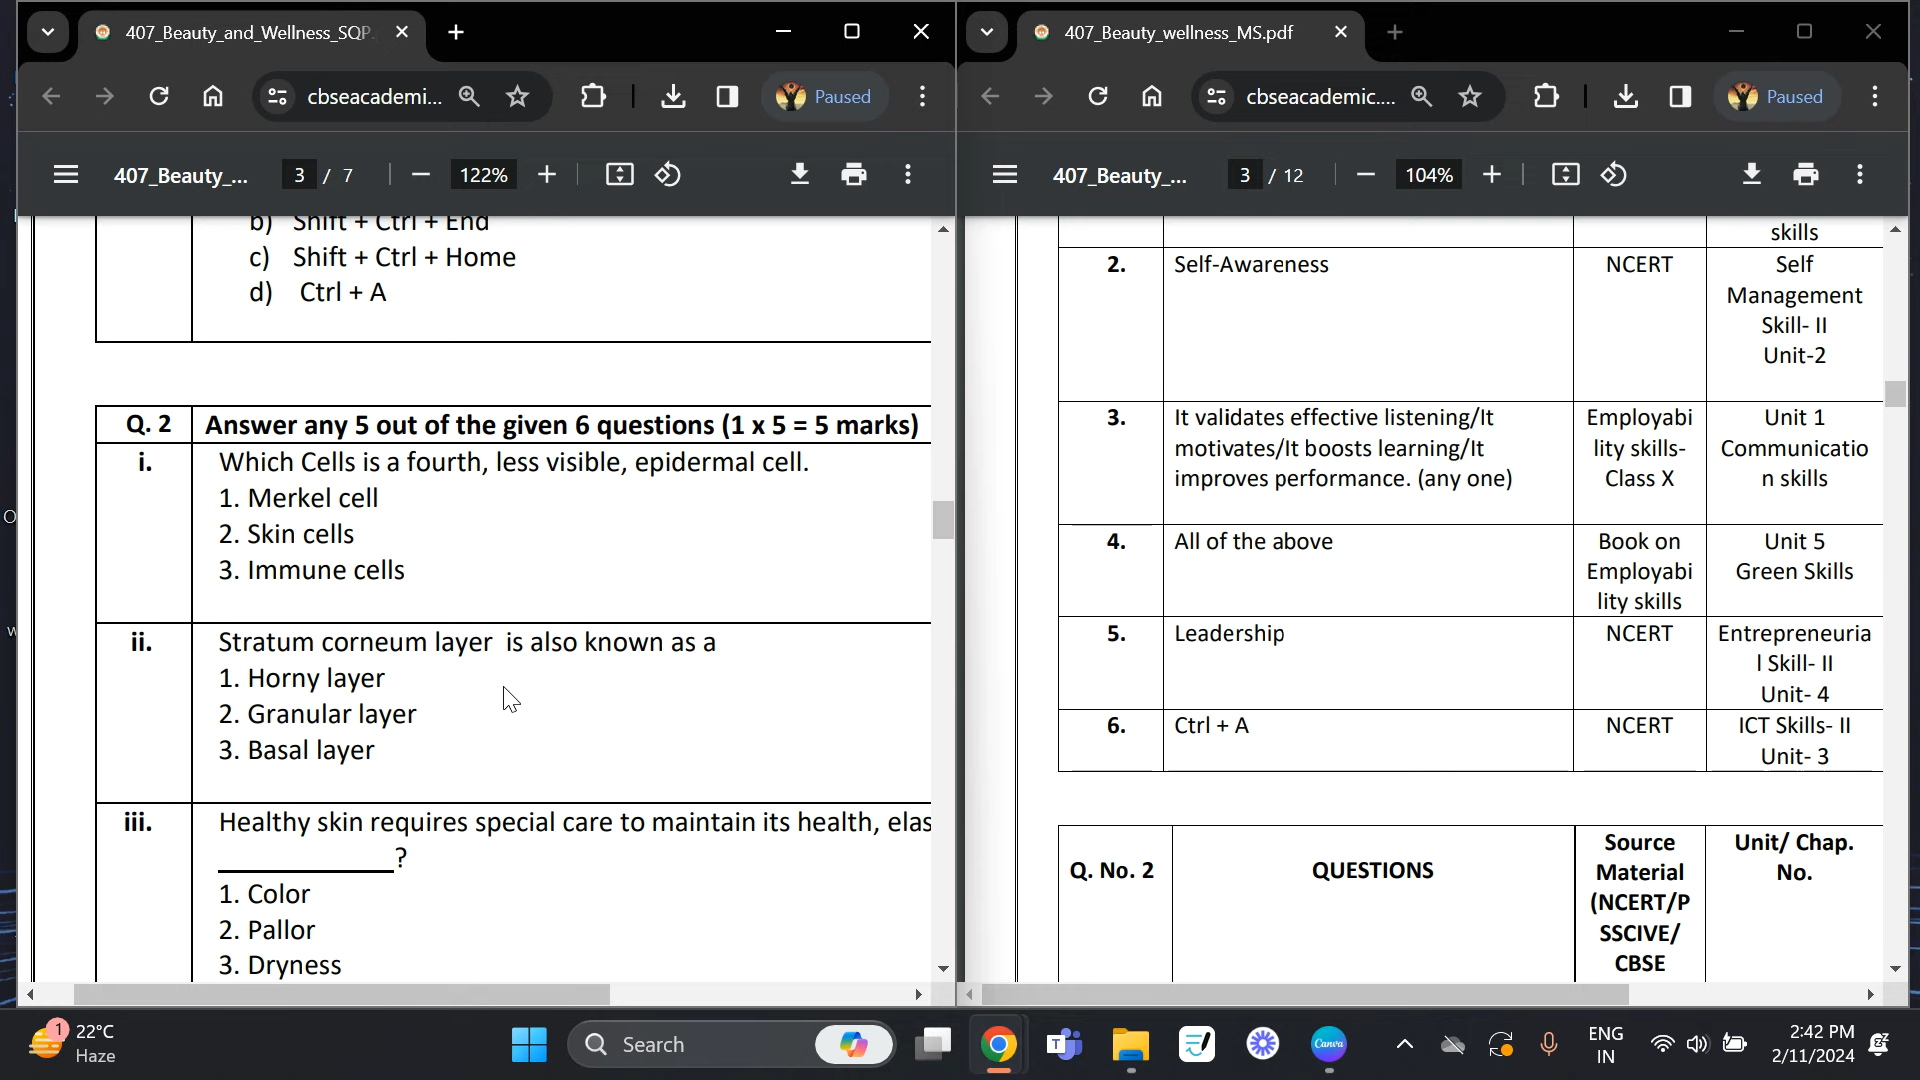 407_Beauty_and_Wellness_SQP
cbseacademi...
Paused
407_Beauty_...
3 / 7
122%
b) Shift + Ctrl + End
c) Shift + Ctrl + Home
d) Ctrl + A
Q. 2 Answer any 5 out of the given 6 questions (1 x 5 = 5 marks)
i. Which Cells is a fourth, less visible, epidermal cell.
1. Merkel cell
2. Skin cells
3. Immune cells
ii. Stratum corneum layer is also known as a
1. Horny layer
2. Granular layer
3. Basal layer
iii. Healthy skin requires special care to maintain its health, elas
____________?
1. Color
2. Pallor
3. Dryness
407_Beauty_wellness_MS.pdf
cbseacademic....
Paused
407_Beauty_...
3 / 12
104%
skills
2. Self-Awareness NCERT Self
Management
Skill- II
Unit-2
3. It validates effective listening/It Employabi Unit 1
motivates/It boosts learning/It lity skills- Communicatio
improves performance. (any one) Class X n skills
4. All of the above Book on Unit 5
Employabi Green Skills
lity skills
5. Leadership NCERT Entrepreneuria
l Skill- II
Unit- 4
6. Ctrl + A NCERT ICT Skills- II
Unit- 3
Q. No. 2 QUESTIONS Source Unit/ Chap.
Material No.
(NCERT/P
SSCIVE/
CBSE
1
22°C
Haze
Search
T
Canva
ENG
IN
2:42 PM
2/11/2024